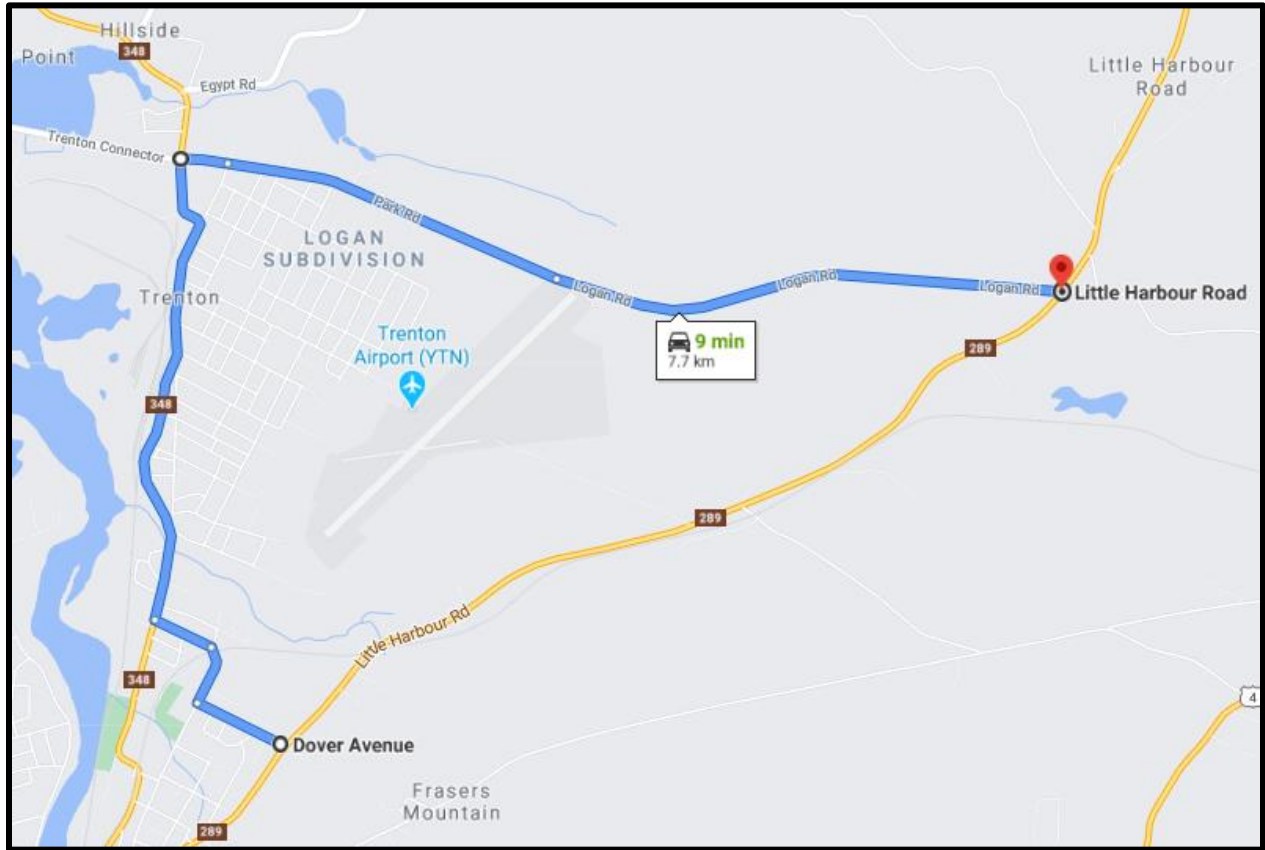 Hillside
348
Point
Egypt Rd
Little Harbour
Road
Trenton Connector
Park Rd
LOGAN
SUBDIVISION
Logan Rd
Logan Rd
Logan Rd
Little Harbour Road
Trenton
Trenton
Airport (YTN)
9 min
7.7 km
289
348
289
Little Harbour Rd
348
4
Dover Avenue
Frasers
Mountain
289